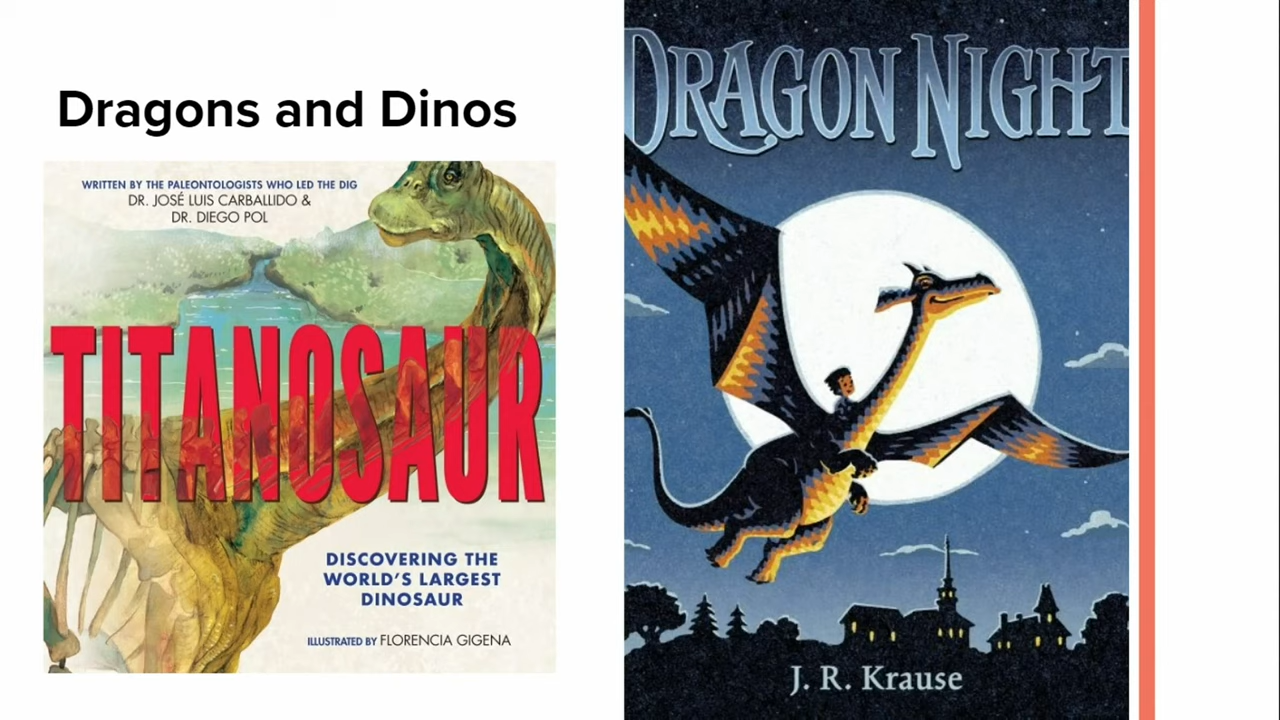 Dragons and Dinos
WRITTEN BY THE PALEONTOLOGISTS WHO LED THE DIG
DR. JOSÉ LUIS CARBALLIDO &
DR. DIEGO POL
TITANOSAUR
DISCOVERING THE
WORLD'S LARGEST
DINOSAUR
ILLUSTRATED BY FLORENCIA GIGENA
DRAGON NIGHT
J. R. Krause